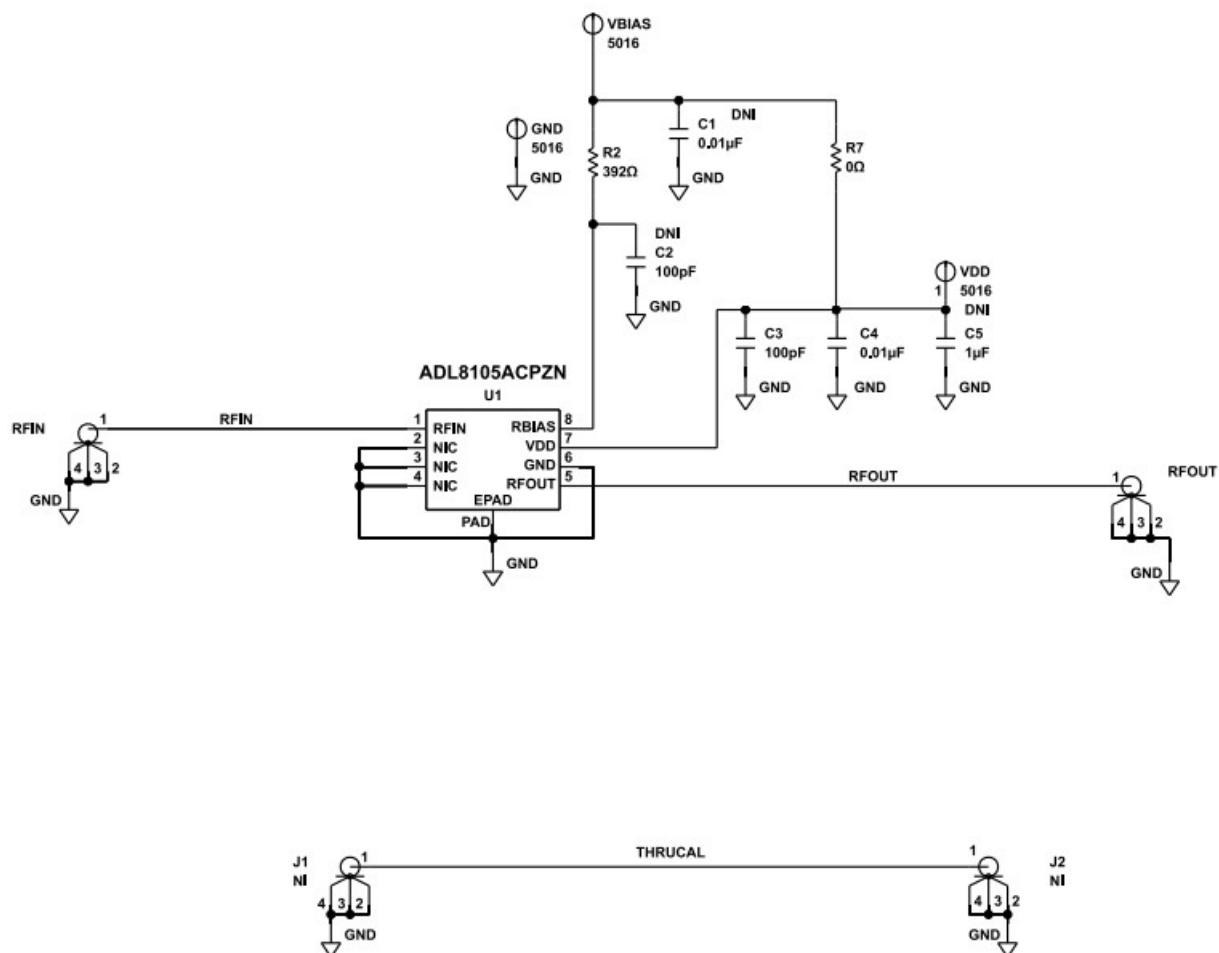 VBIAS
5016
DNI
GND
5016
C1
0.01µF
R2
392Ω
R7
0Ω
GND
GND
DNI
C2
100pF
VDD
1
5016
GND
DNI
C3
100pF
C4
0.01µF
C5
1µF
ADL8105ACPZN
U1
GND
GND
GND
RFIN
1
RFIN
1
RFIN
RBIAS
8
2
NIC
VDD
7
3
NIC
GND
6
4
NIC
RFOUT
5
RFOUT
1
RFOUT
4
3
2
EPAD
GND
PAD
4
3
2
GND
GND
J1
NI
1
THRUCAL
1
J2
NI
4
3
2
4
3
2
GND
GND